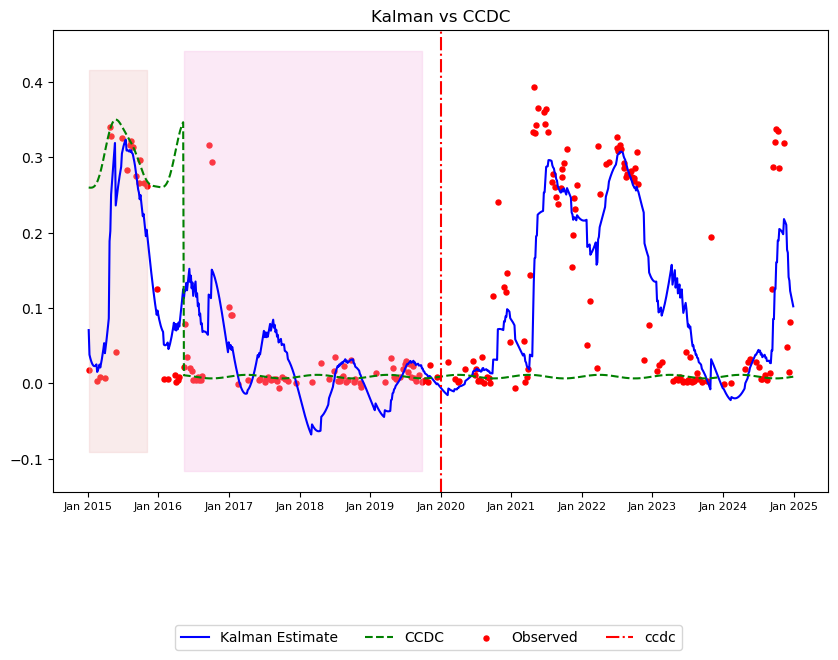 Kalman vs CCDC
0.4
0.3
0.2
0.1
0.0
−0.1
Jan 2015 Jan 2016 Jan 2017 Jan 2018 Jan 2019 Jan 2020 Jan 2021 Jan 2022 Jan 2023 Jan 2024 Jan 2025
Kalman Estimate CCDC Observed ccdc